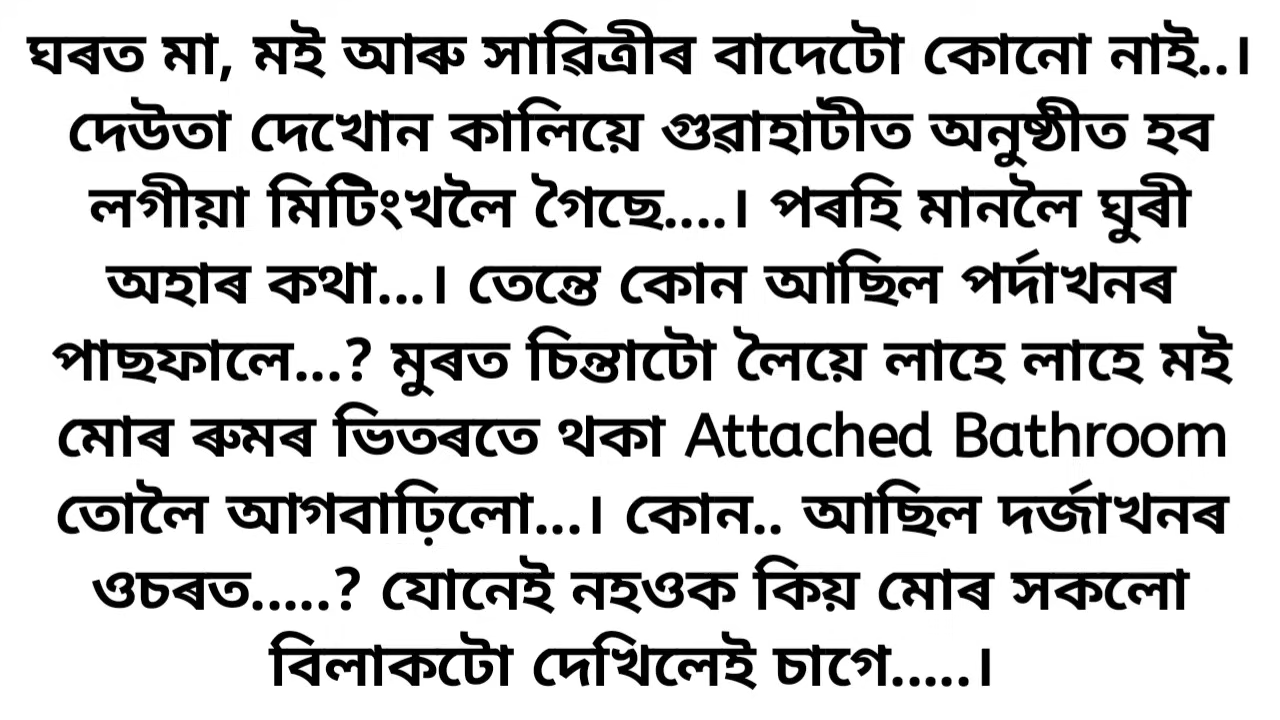 ঘৰত মা, মই আৰু সাৱিত্ৰীৰ বাদেটো কোনো নাই..।
দেউতা দেখোন কালিয়ে গুৱাহাটীত অনুষ্ঠীত হব
লগীয়া মিটিংখলৈ গৈছে....। পৰহি মানলৈ ঘুৰী
অহাৰ কথা...। তেন্তে কোন আছিল পৰ্দাখনৰ
পাছফালে...? মুৰত চিন্তাটো লৈয়ে লাহে লাহে মই
মোৰ ৰুমৰ ভিতৰতে থকা Attached Bathroom
তোলৈ আগবাঢ়িলো...। কোন.. আছিল দৰ্জাখনৰ
ওচৰত.....? যোনেই নহওক কিয় মোৰ সকলো
বিলাকটো দেখিলেই চাগে.....।